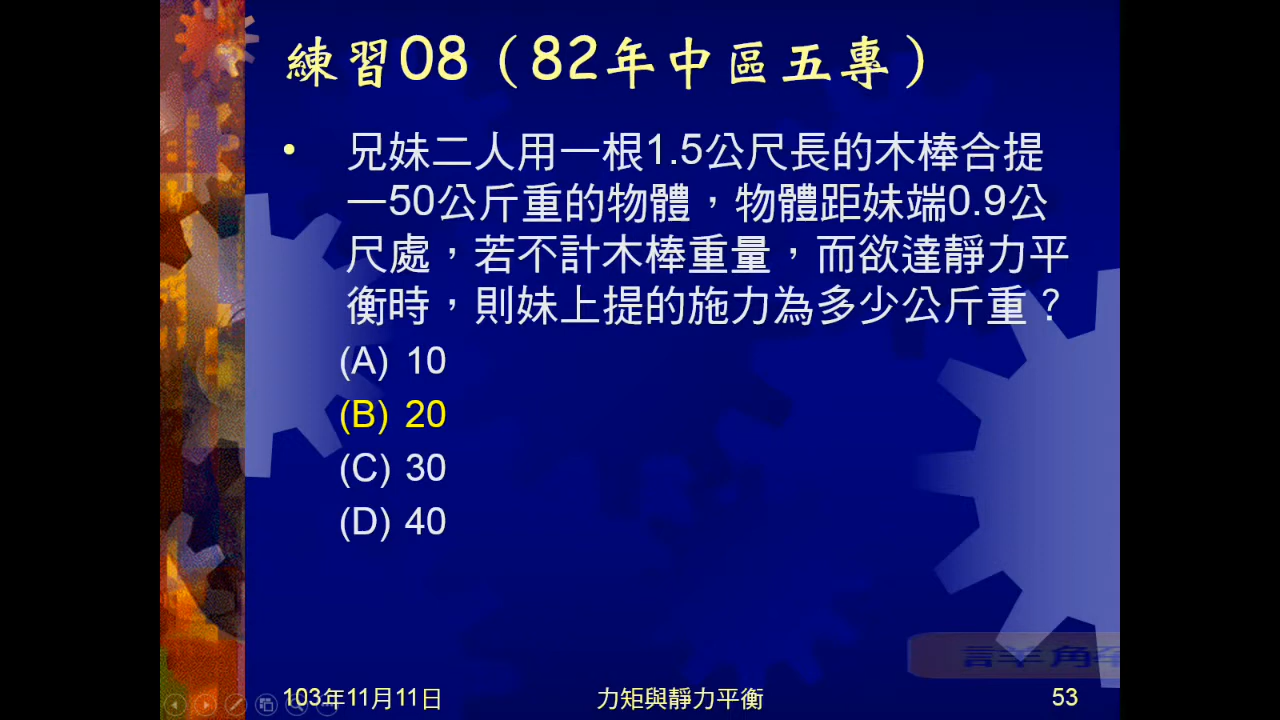 練習08（82年中區五專）
• 兄妹二人用一根1.5公尺長的木棒合提
一50公斤重的物體，物體距妹端0.9公
尺處，若不計木棒重量，而欲達靜力平
衡時，則妹上提的施力為多少公斤重？
(A) 10
(B) 20
(C) 30
(D) 40
詳解
103年11月11日 力矩與靜力平衡 53